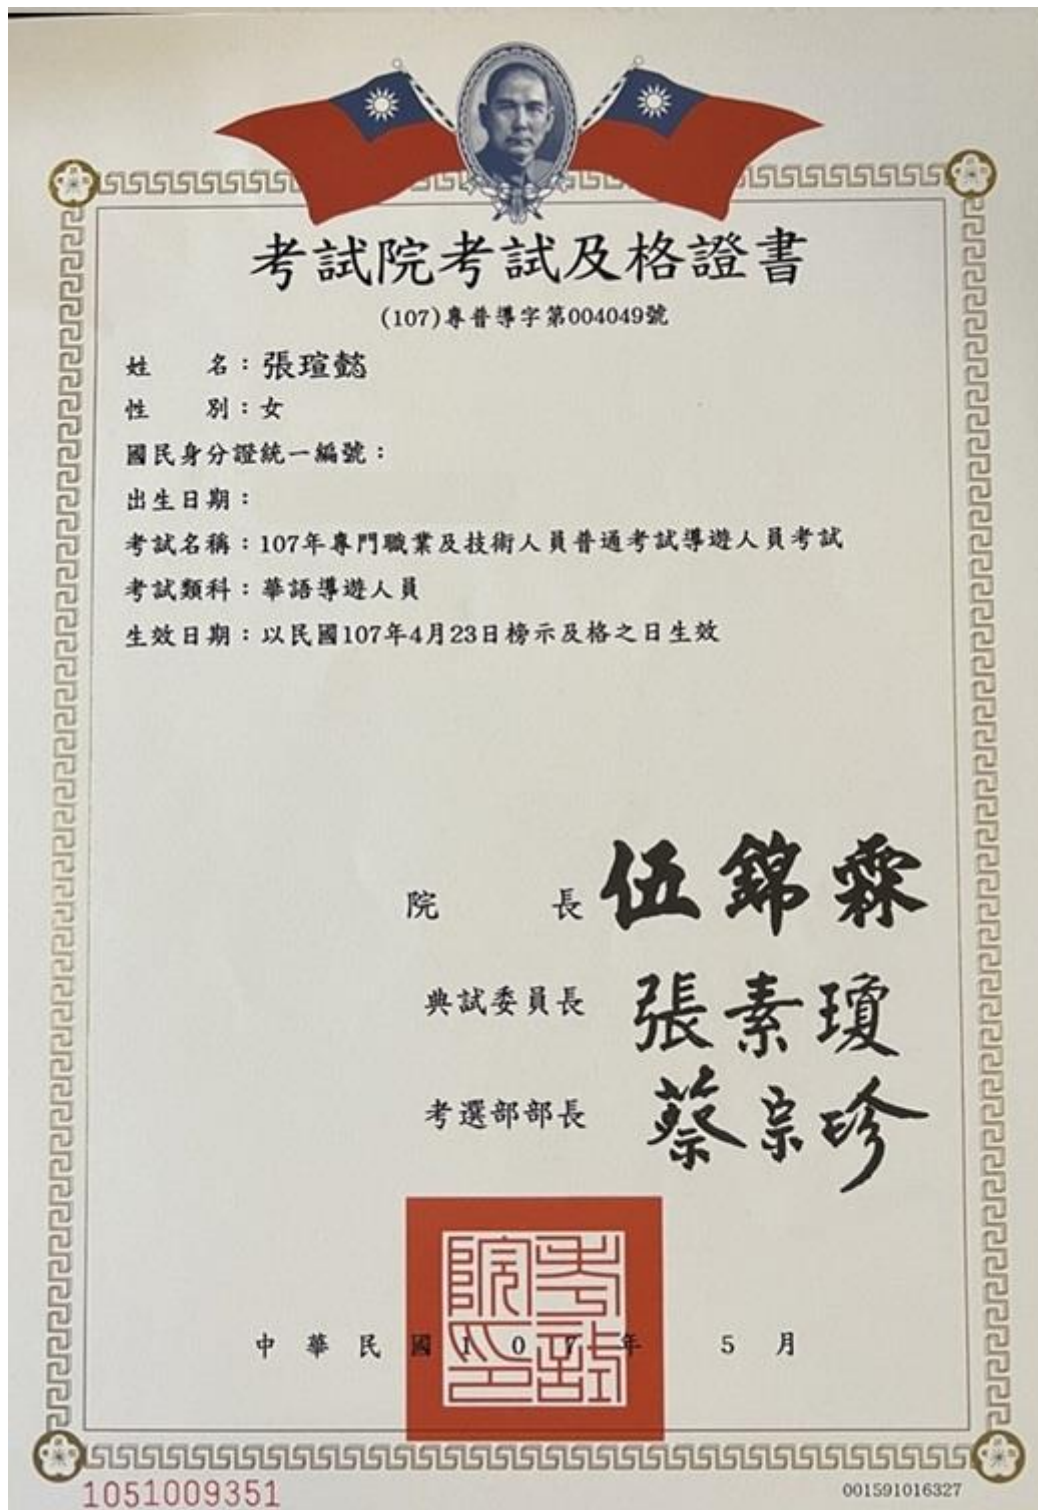 考試院考試及格證書
(107)專普導字第004049號
姓 名：張瑄懿
性 別：女
國民身分證統一編號：
出生日期：
考試名稱：107年專門職業及技術人員普通考試導遊人員考試
考試類科：華語導遊人員
生效日期：以民國107年4月23日榜示及格之日生效
院 長 伍錦霖
典試委員長 張素瓊
考選部部長 蔡宗珍
考試院印
中華民國107年 5月
1051009351
001591016327